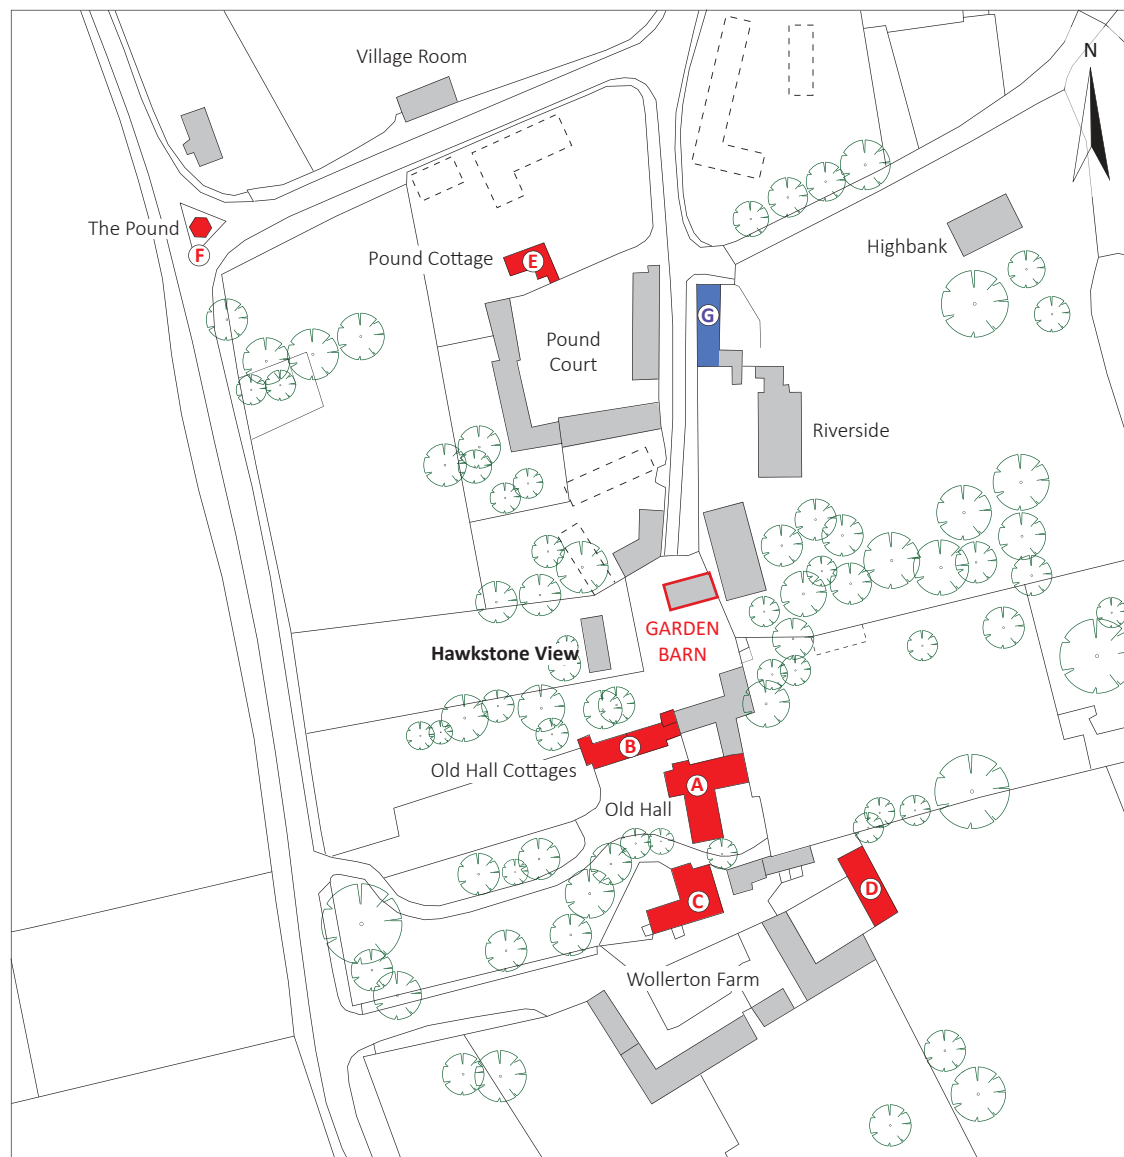 Village Room
N
The Pound
F
Pound Cottage
E
Highbank
G
Pound
Court
Riverside
GARDEN
BARN
Hawkstone View
B
Old Hall Cottages
A
Old Hall
D
C
Wollerton Farm